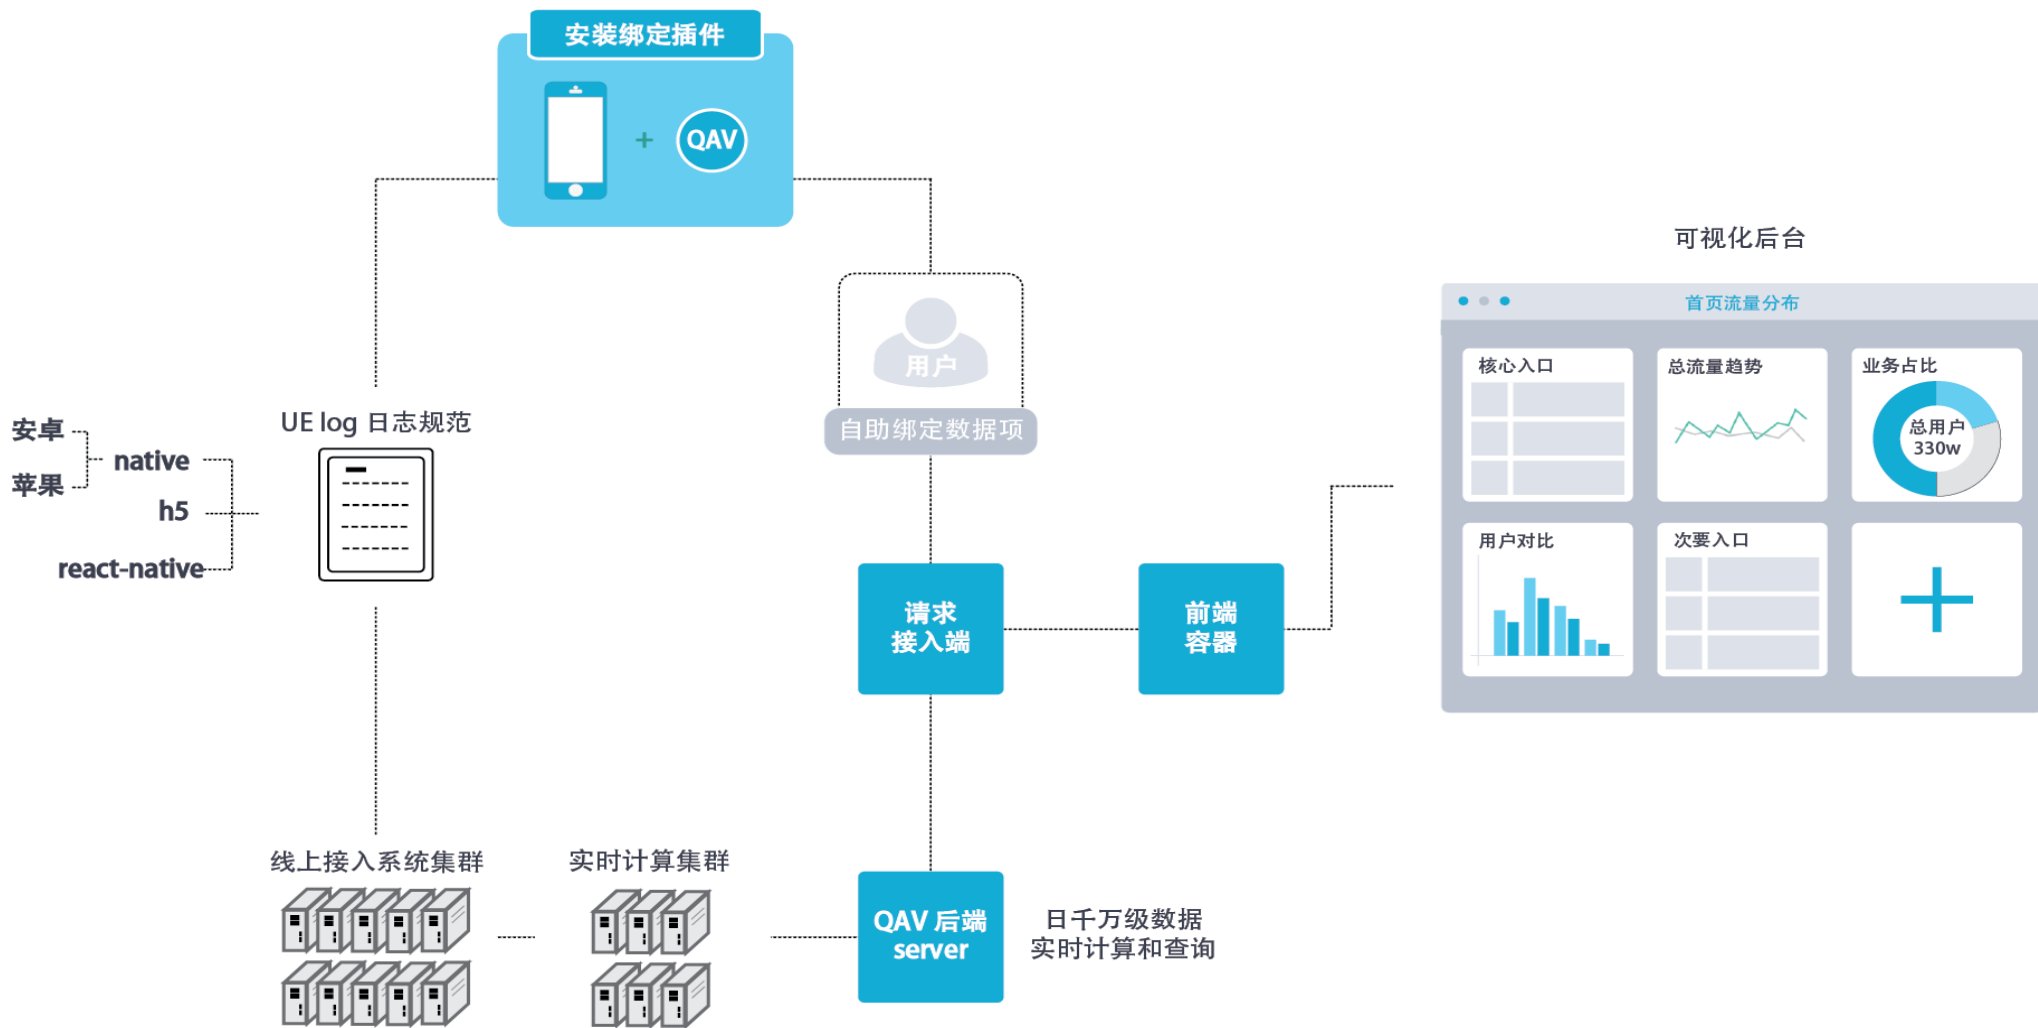 安装绑定插件
QAV
用户
自助绑定数据项
可视化后台
首页流量分布
核心入口
总流量趋势
业务占比
总用户
330w
用户对比
次要入口
安卓
苹果
native
h5
react-native
UE log 日志规范
请求
接入端
前端
容器
线上接入系统集群
实时计算集群
QAV 后端
server
日千万级数据
实时计算和查询